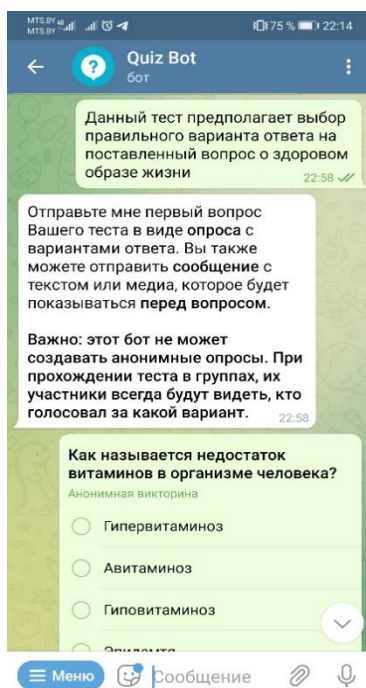 MTS.BY 4G
MTS.BY
75 % 22:14
Quiz Bot
бот
Данный тест предполагает выбор
правильного варианта ответа на
поставленный вопрос о здоровом
образе жизни
22:58
Отправьте мне первый вопрос
Вашего теста в виде опроса с
вариантами ответа. Вы также
можете отправить сообщение с
текстом или медиа, которое будет
показываться перед вопросом.
Важно: этот бот не может
создавать анонимные опросы. При
прохождении теста в группах, их
участники всегда будут видеть, кто
голосовал за какой вариант.
22:58
Как называется недостаток
витаминов в организме человека?
Анонимная викторина
Гипервитаминоз
Авитаминоз
Гиповитаминоз
Меню
Сообщение